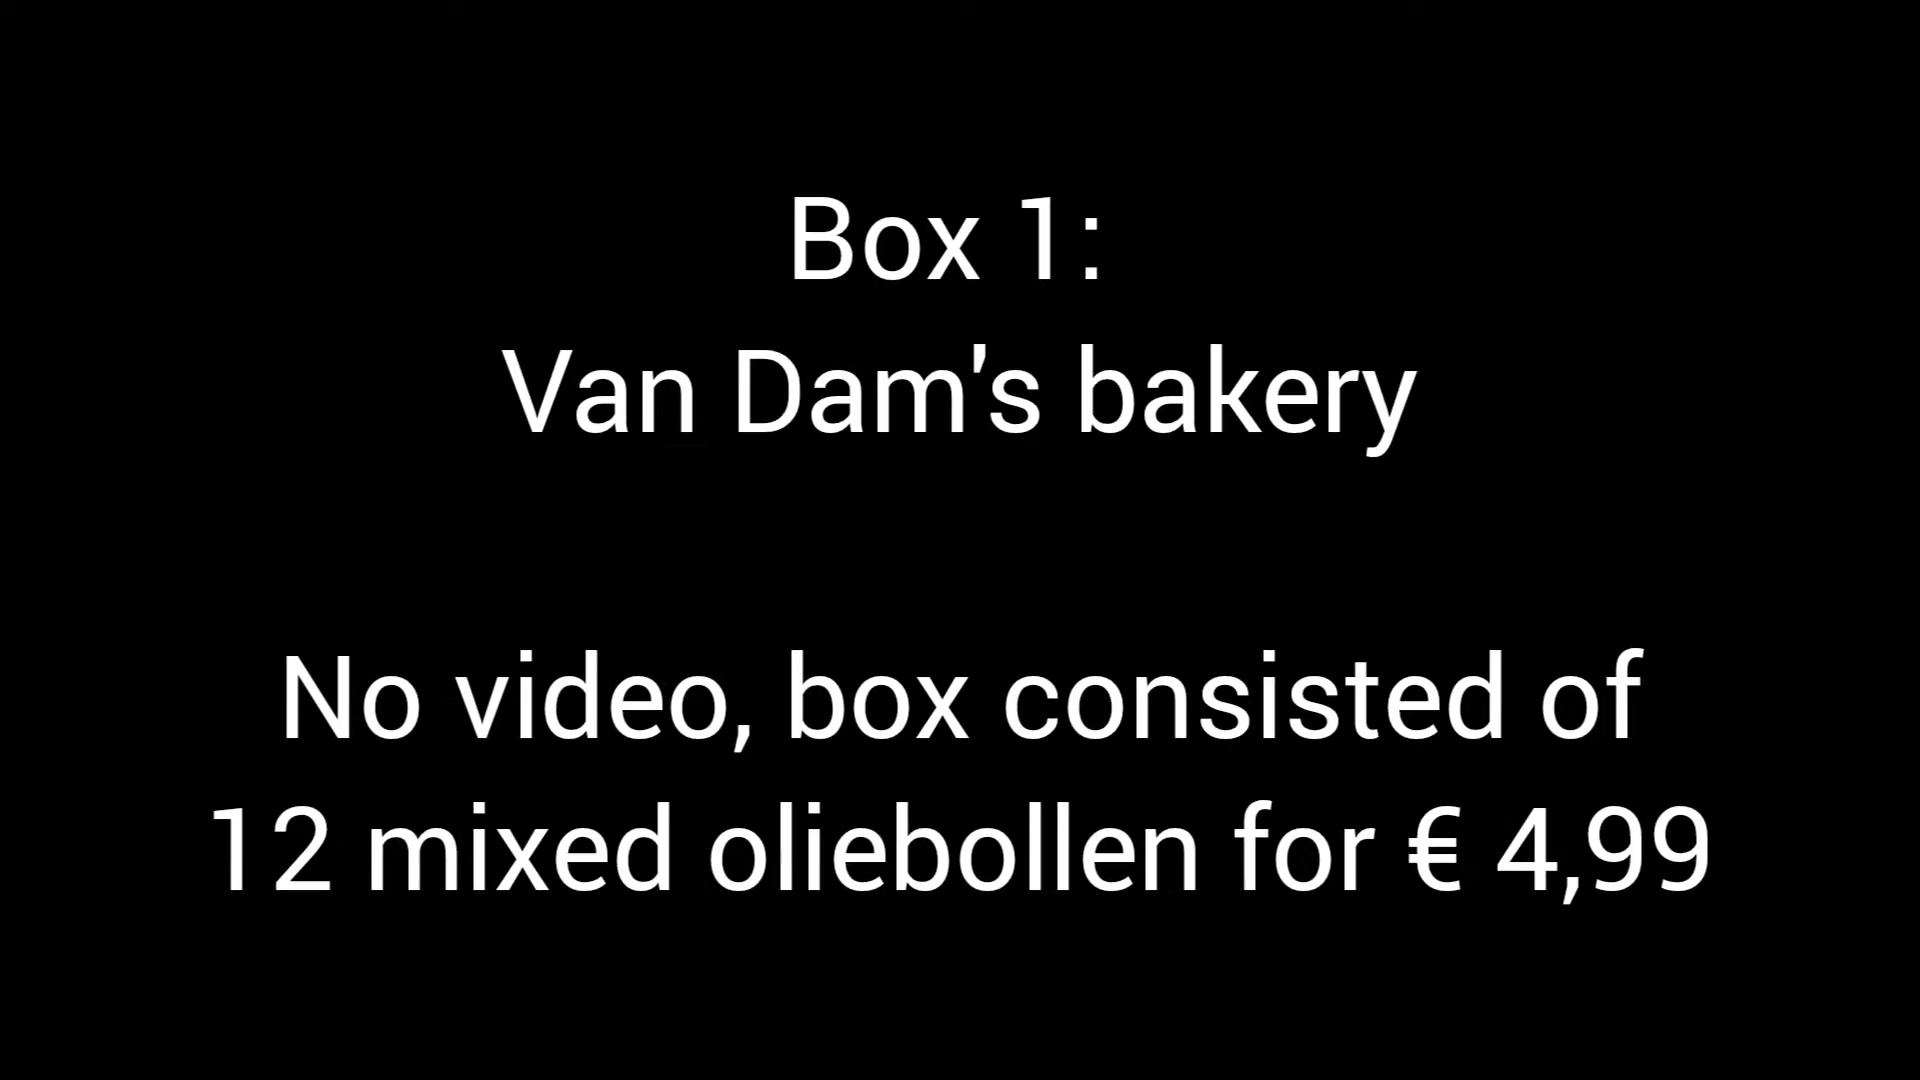 Box 1:
Van Dam's bakery
No video, box consisted of
12 mixed oliebollen for € 4,99